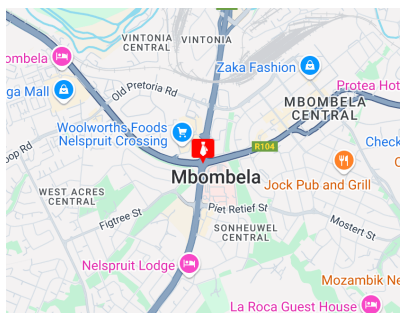 VINTONIA
CENTRAL
VINTONIA
ombela
Zaka Fashion
Protea Hot
ga Mall
Old Pretoria Rd
MBOMBELA
CENTRAL
Woolworths Foods
Nelspruit Crossing
R104
Check
oop Rd
Mbombela
Jock Pub and Grill
WEST ACRES
CENTRAL
Figtree St
Piet Retief St
Mostert St
SONHEUWEL
CENTRAL
Nelspruit Lodge
Mozambik Ne
La Roca Guest House